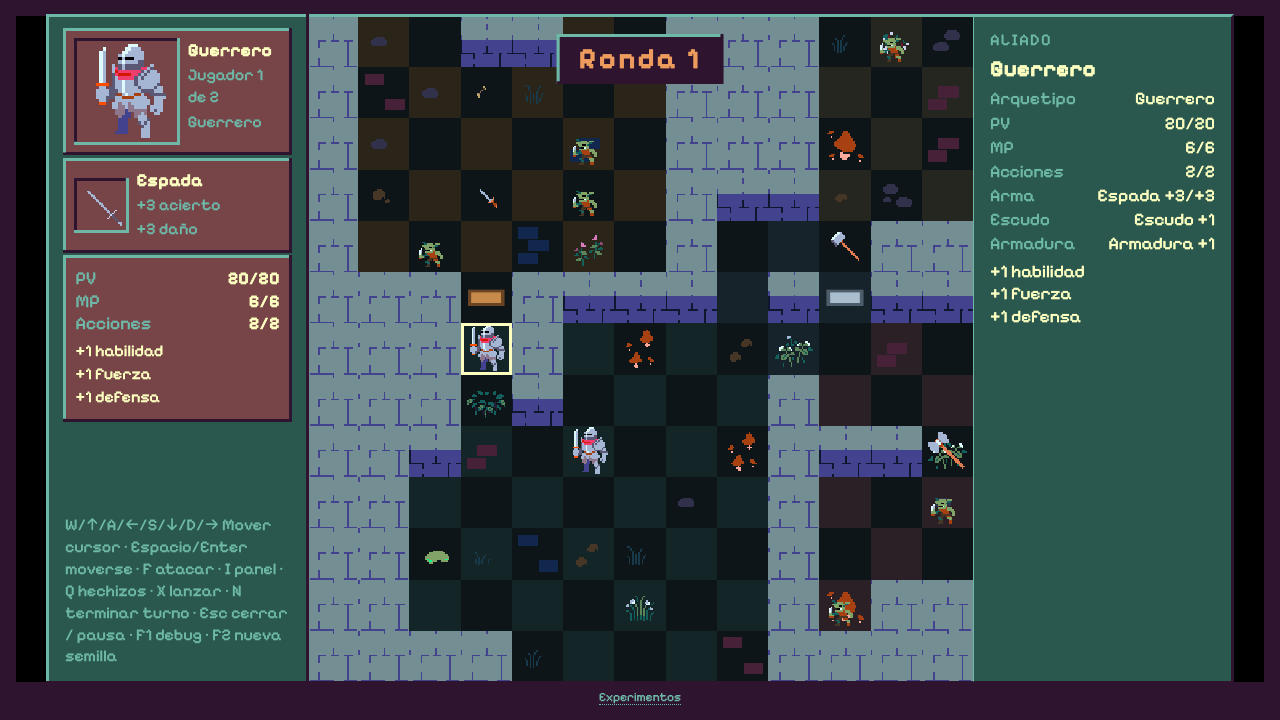 Guerrero
Jugador 1
de 2
Guerrero
Espada
+3 acierto
+3 daño
PV 20/20
MP 6/6
Acciones 2/2
+1 habilidad
+1 fuerza
+1 defensa
W/↑/A/←/S/↓/D/→ Mover
cursor · Espacio/Enter
moverse · F atacar · I panel ·
Q hechizos · X lanzar · N
terminar turno · Esc cerrar
/ pausa · F1 debug · F2 nueva
semilla
Ronda 1
ALIADO
Guerrero
Arquetipo Guerrero
PV 20/20
MP 6/6
Acciones 2/2
Arma Espada +3/+3
Escudo Escudo +1
Armadura Armadura +1
+1 habilidad
+1 fuerza
+1 defensa
Experimentos